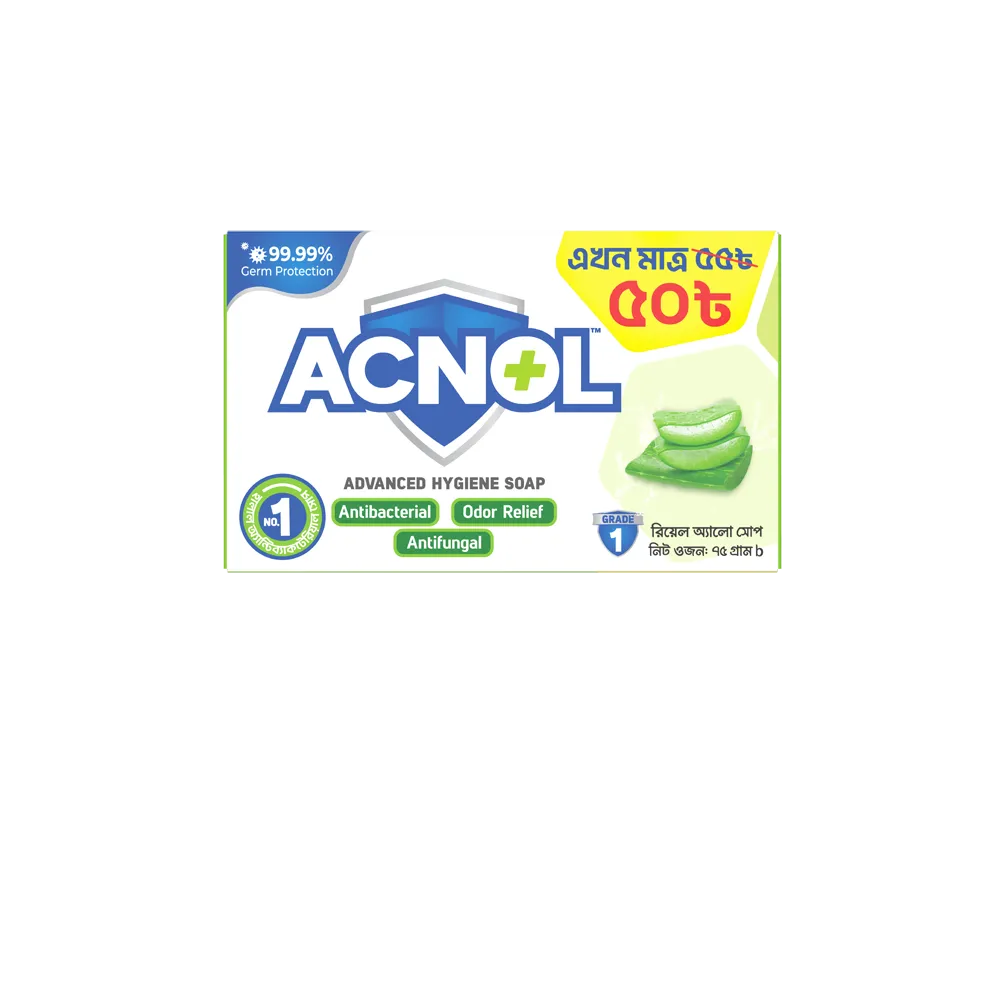 99.99%
Germ Protection
এখন মাত্র ৫৫৳
৫০৳
ACNOL™
ADVANCED HYGIENE SOAP
Antibacterial
Odor Relief
Antifungal
হালাল অ্যান্টিব্যাকটেরিয়াল সোপ
NO.1
GRADE
1
রিয়েল অ্যালো সোপ
নিট ওজন: ৭৫ গ্রাম b